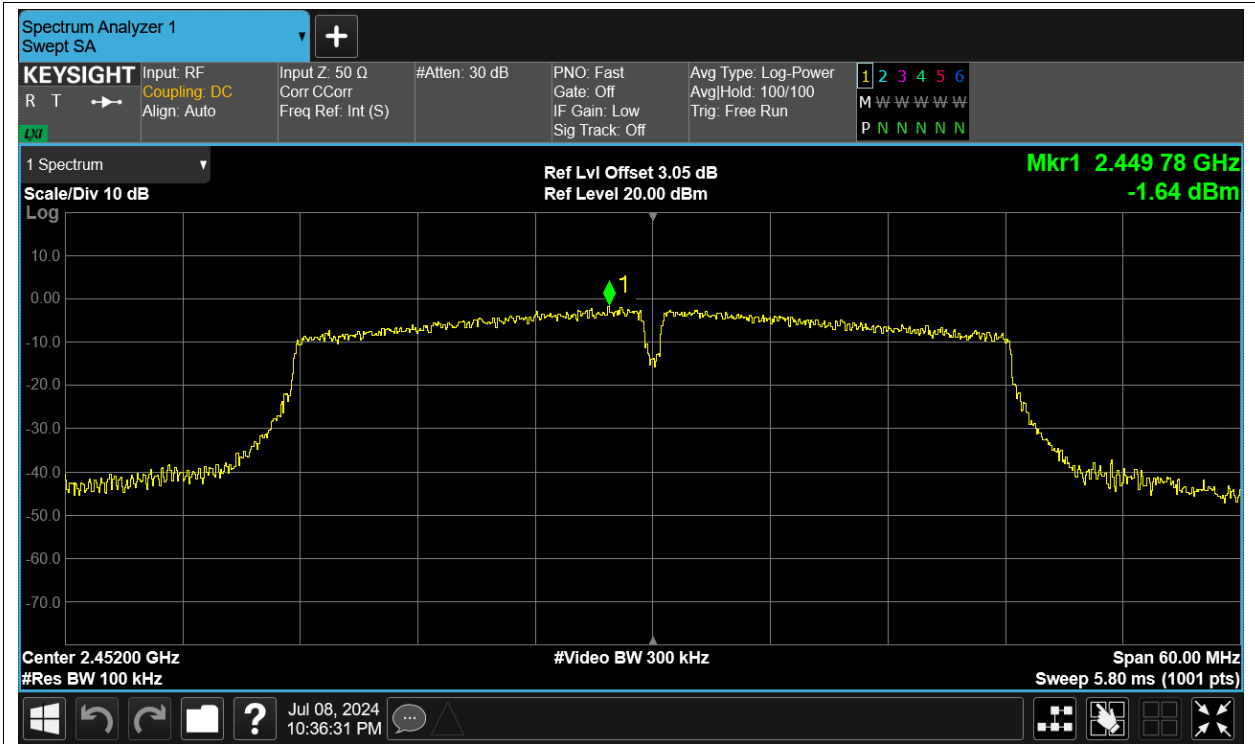 Spectrum Analyzer 1
Swept SA
KEYSIGHT
R T
LXI
Input: RF
Coupling: DC
Align: Auto
Input Z: 50 Ω
Corr CCorr
Freq Ref: Int (S)
#Atten: 30 dB
PNO: Fast
Gate: Off
IF Gain: Low
Sig Track: Off
Avg Type: Log-Power
Avg|Hold: 100/100
Trig: Free Run
1 2 3 4 5 6
M W W W W W
P N N N N N
1 Spectrum
Scale/Div 10 dB
Log
Ref Lvl Offset 3.05 dB
Ref Level 20.00 dBm
Mkr1 2.449 78 GHz
-1.64 dBm
10.0
0.00
-10.0
-20.0
-30.0
-40.0
-50.0
-60.0
-70.0
1
Center 2.45200 GHz
#Res BW 100 kHz
#Video BW 300 kHz
Span 60.00 MHz
Sweep 5.80 ms (1001 pts)
?
Jul 08, 2024
10:36:31 PM